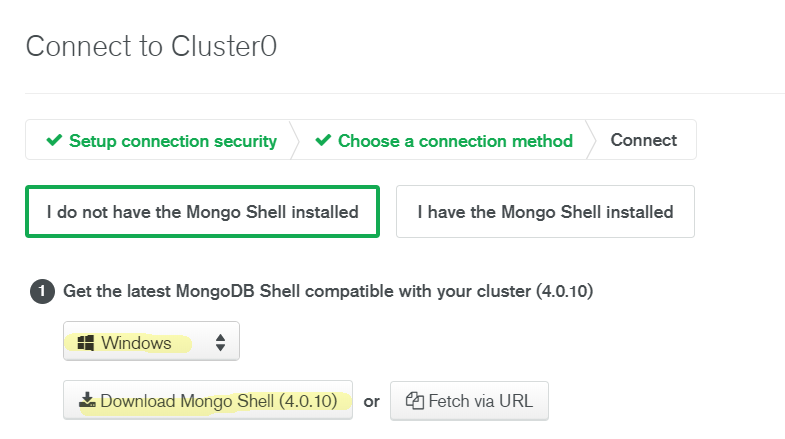 Connect to Cluster0
Setup connection security
Choose a connection method
Connect
I do not have the Mongo Shell installed
I have the Mongo Shell installed
1 Get the latest MongoDB Shell compatible with your cluster (4.0.10)
Windows
Download Mongo Shell (4.0.10) or Fetch via URL